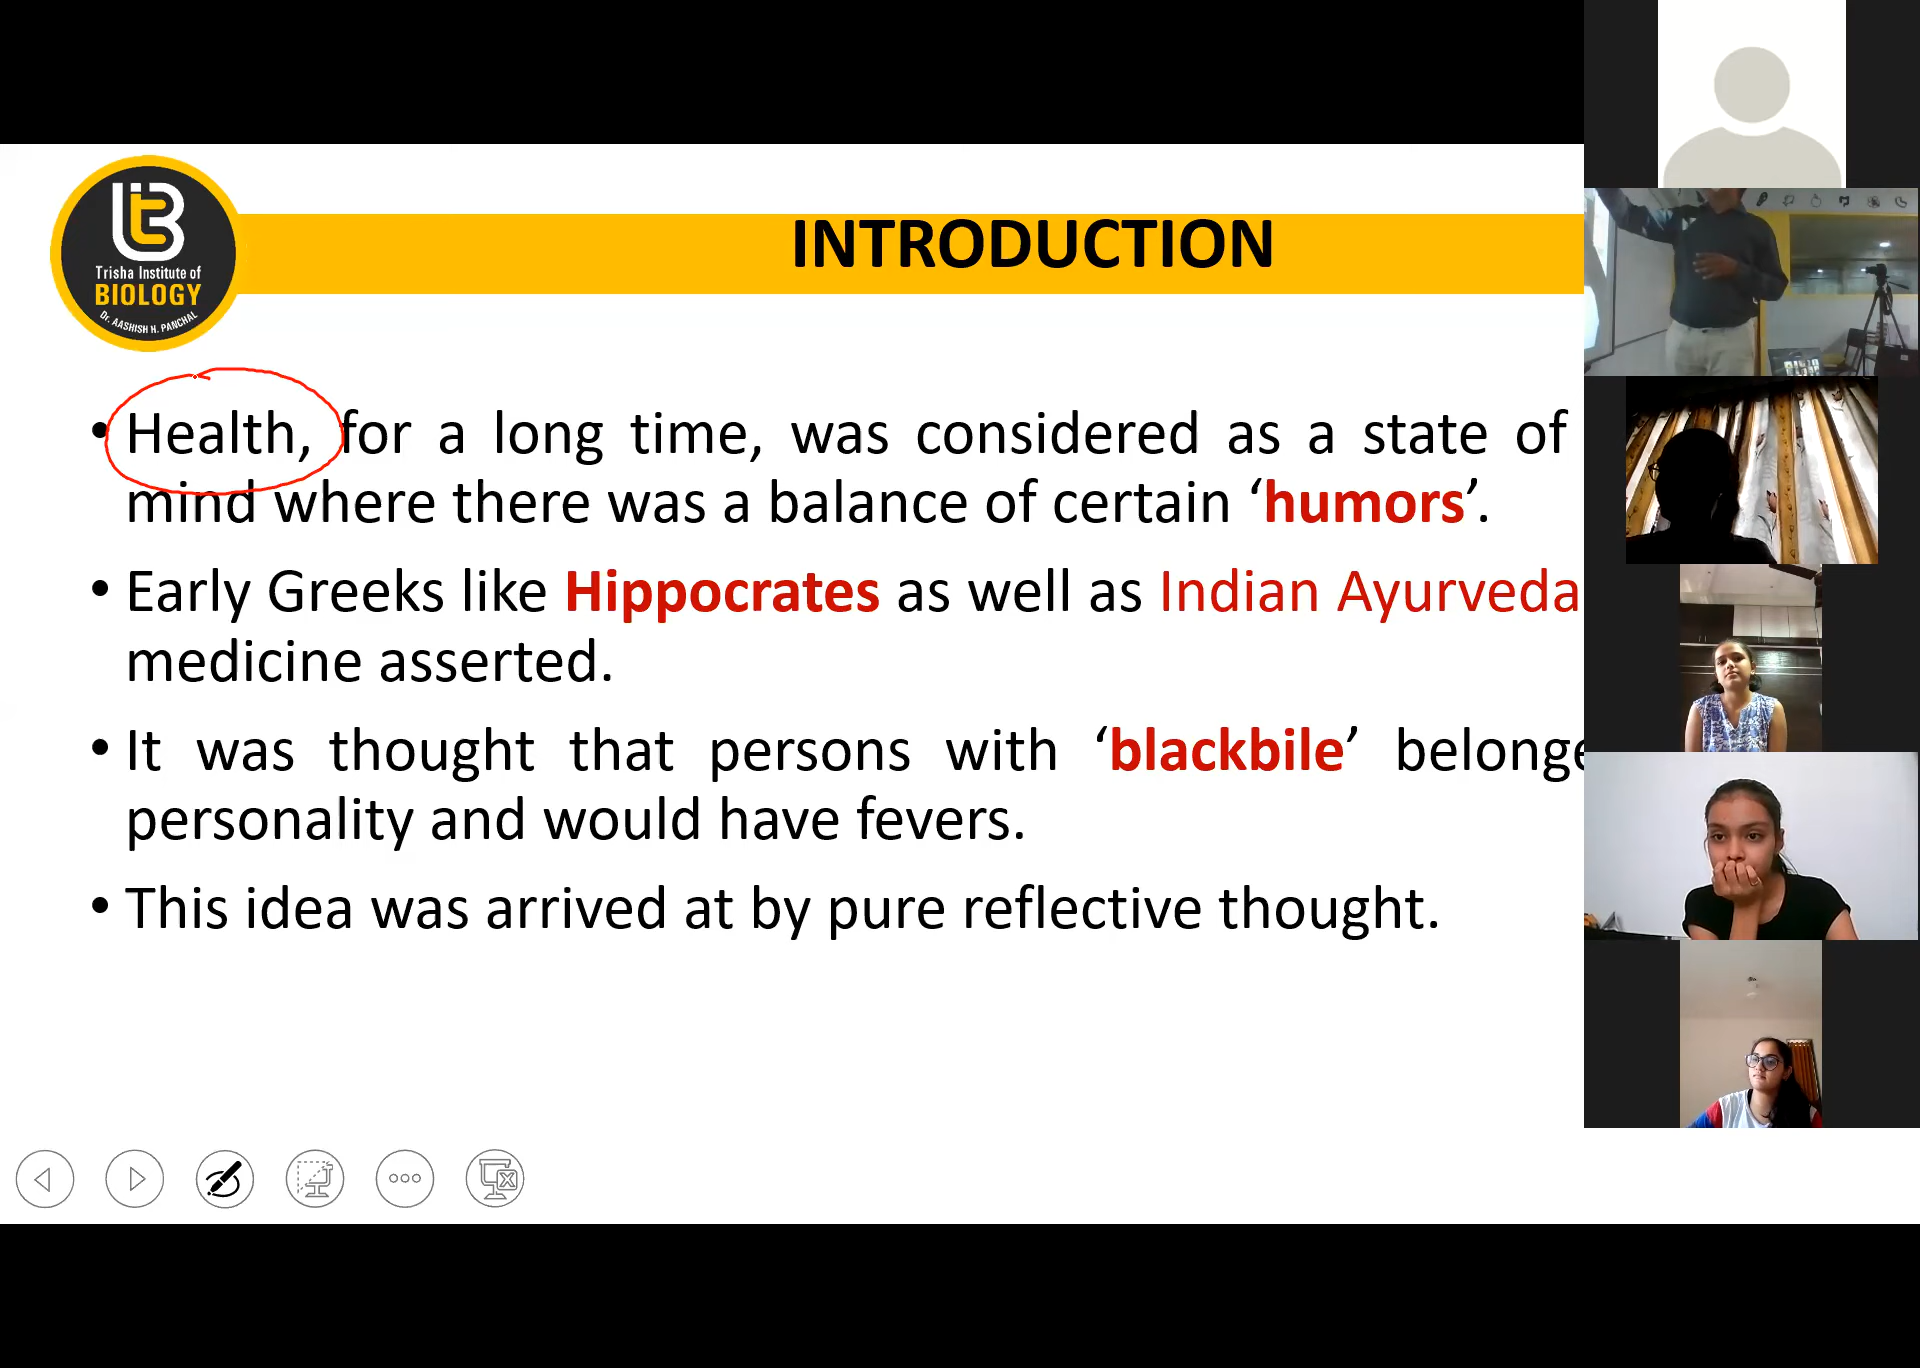 Trisha Institute of
BIOLOGY
Dr. AASHISH H. PANCHAL
INTRODUCTION
• Health, for a long time, was considered as a state of
mind where there was a balance of certain ‘humors’.
• Early Greeks like Hippocrates as well as Indian Ayurveda
medicine asserted.
• It was thought that persons with ‘blackbile’ belonge
personality and would have fevers.
• This idea was arrived at by pure reflective thought.